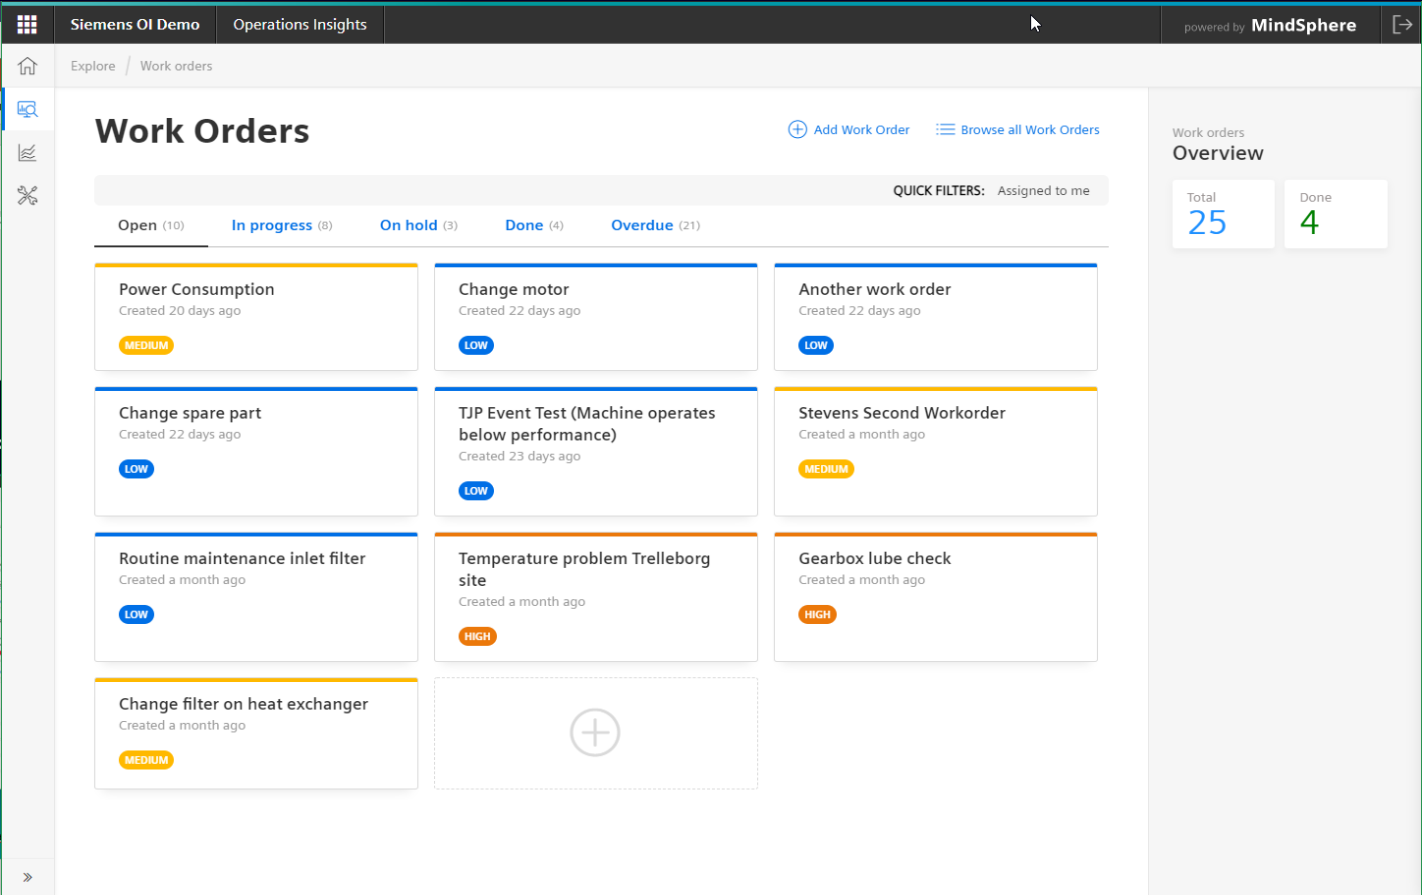 Siemens OI Demo
Operations Insights
powered by MindSphere
Explore / Work orders
Work Orders
Add Work Order
Browse all Work Orders
QUICK FILTERS: Assigned to me
Open (10)
In progress (8)
On hold (3)
Done (4)
Overdue (21)
Power Consumption
Created 20 days ago
MEDIUM
Change motor
Created 22 days ago
LOW
Another work order
Created 22 days ago
LOW
Change spare part
Created 22 days ago
LOW
TJP Event Test (Machine operates
below performance)
Created 23 days ago
LOW
Stevens Second Workorder
Created a month ago
MEDIUM
Routine maintenance inlet filter
Created a month ago
LOW
Temperature problem Trelleborg
site
Created a month ago
HIGH
Gearbox lube check
Created a month ago
HIGH
Change filter on heat exchanger
Created a month ago
MEDIUM
Work orders
Overview
Total
25
Done
4